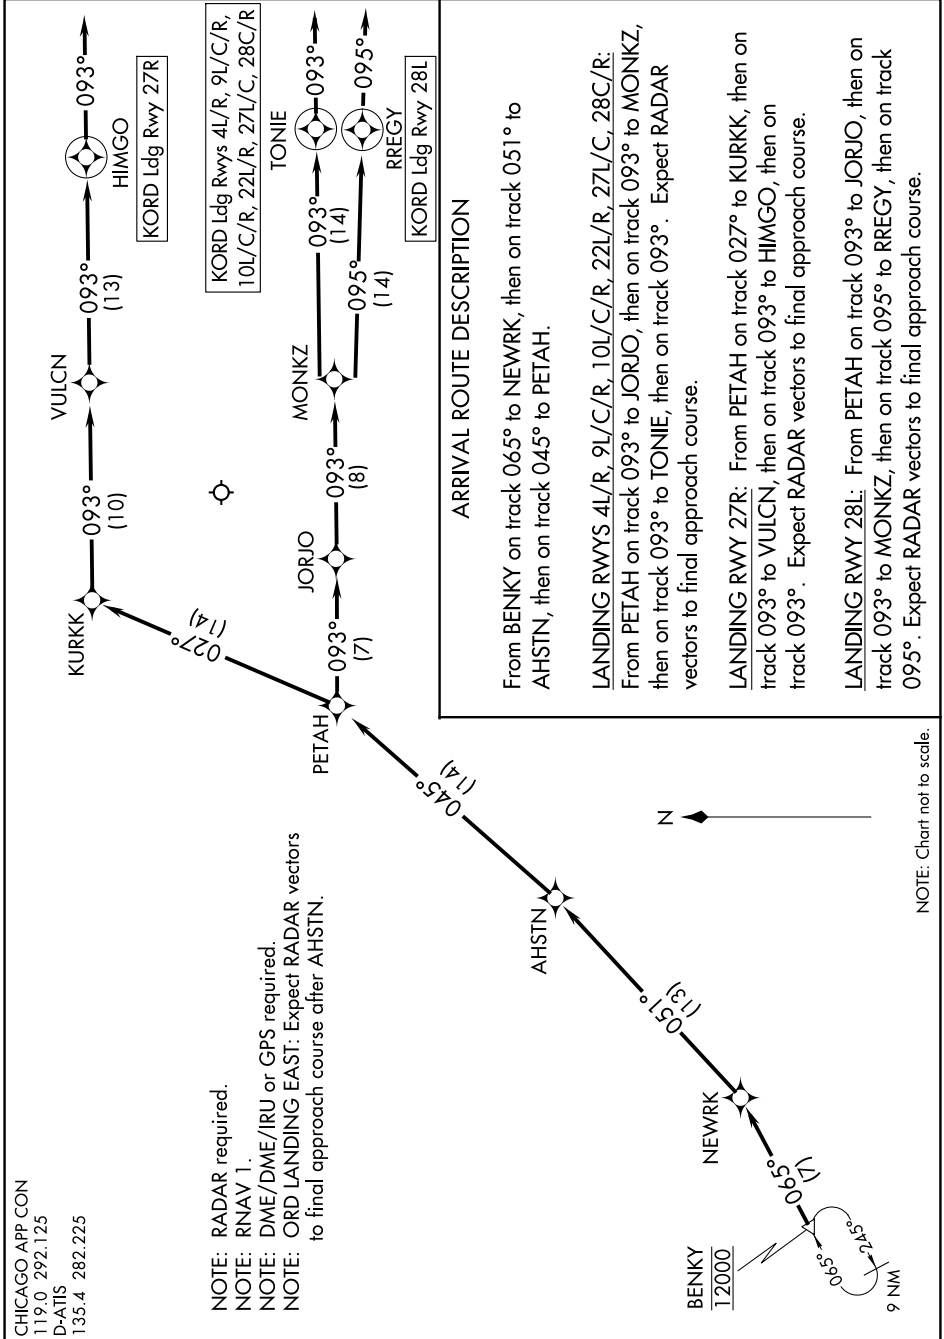 CHICAGO APP CON
119.0 292.125
D-ATIS
135.4 282.225
NOTE: RADAR required.
NOTE: RNAV 1.
NOTE: DME/DME/IRU or GPS required.
NOTE: ORD LANDING EAST: Expect RADAR vectors
to final approach course after AHSTN.
BENKY
12000
065°
245°
9 NM
065°
(7)
NEWRK
051°
(13)
AHSTN
045°
(14)
PETAH
027°
(14)
KURKK
093°
(10)
VULCN
093°
(13)
HIMGO
093°
KORD Ldg Rwy 27R
093°
(7)
JORJO
093°
(8)
MONKZ
093°
(14)
TONIE
093°
KORD Ldg Rwys 4L/R, 9L/C/R,
10L/C/R, 22L/R, 27L/C, 28C/R
095°
(14)
RREGY
095°
KORD Ldg Rwy 28L
N
NOTE: Chart not to scale.
ARRIVAL ROUTE DESCRIPTION
From BENKY on track 065° to NEWRK, then on track 051° to
AHSTN, then on track 045° to PETAH.
LANDING RWYS 4L/R, 9L/C/R, 10L/C/R, 22L/R, 27L/C, 28C/R:
From PETAH on track 093° to JORJO, then on track 093° to MONKZ,
then on track 093° to TONIE, then on track 093°. Expect RADAR
vectors to final approach course.
LANDING RWY 27R: From PETAH on track 027° to KURKK, then on
track 093° to VULCN, then on track 093° to HIMGO, then on
track 093°. Expect RADAR vectors to final approach course.
LANDING RWY 28L: From PETAH on track 093° to JORJO, then on
track 093° to MONKZ, then on track 095° to RREGY, then on track
095°. Expect RADAR vectors to final approach course.